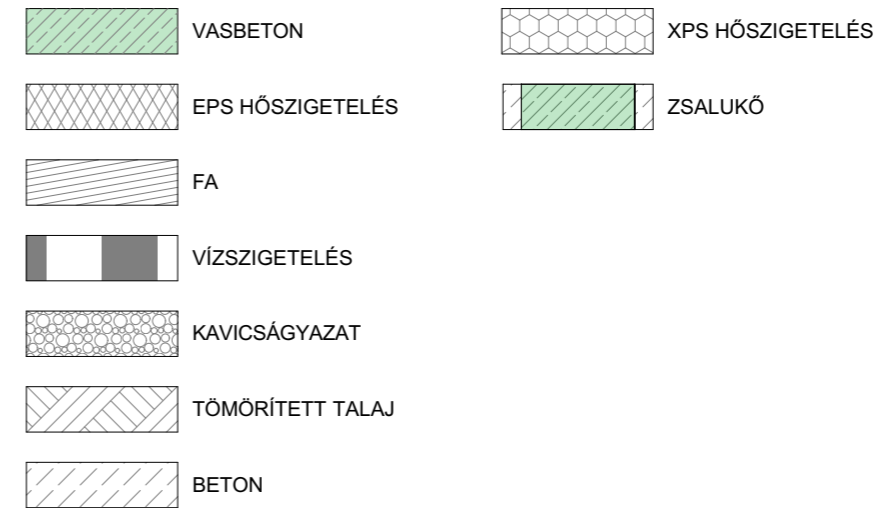 VASBETON
EPS HŐSZIGETELÉS
FA
VÍZSZIGETELÉS
KAVICSÁGYAZAT
TÖMÖRÍTETT TALAJ
BETON
XPS HŐSZIGETELÉS
ZSALUKŐ